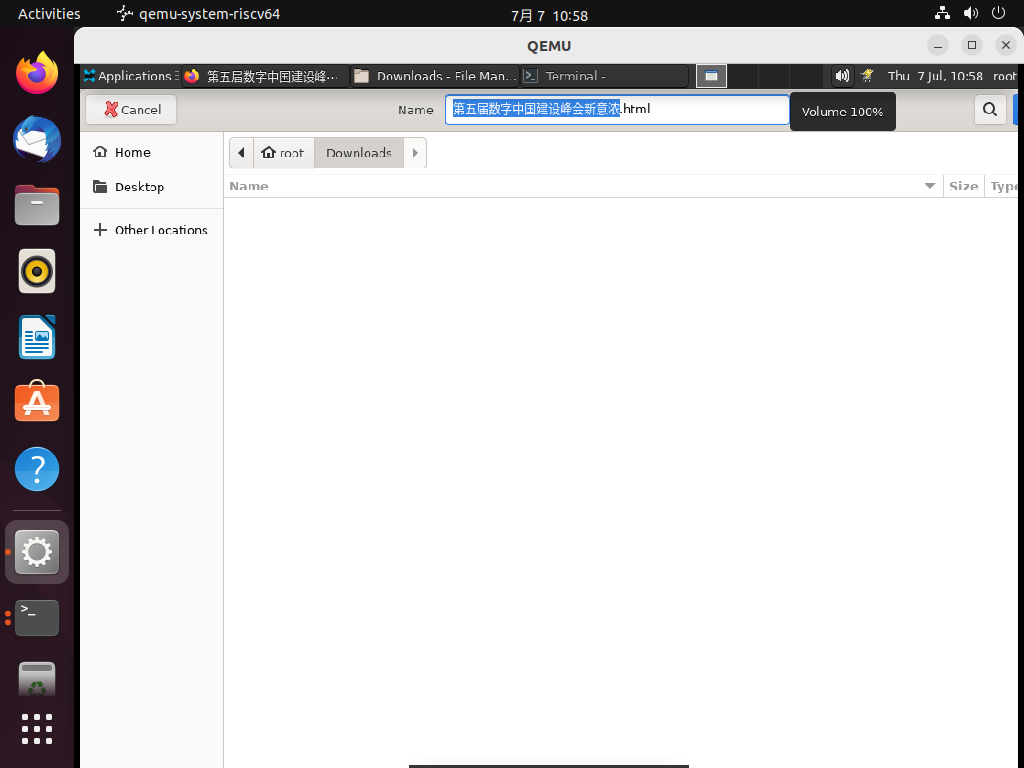 Activities
qemu-system-riscv64
7月 7 10:58
QEMU
Applications
第五届数字中国建设峰···
Downloads - File Man...
Terminal -
Thu 7 Jul, 10:58
root
Cancel
Name
第五届数字中国建设峰会新意浓.html
Volume 100%
Home
root
Downloads
Desktop
Name
Size
Type
Other Locations